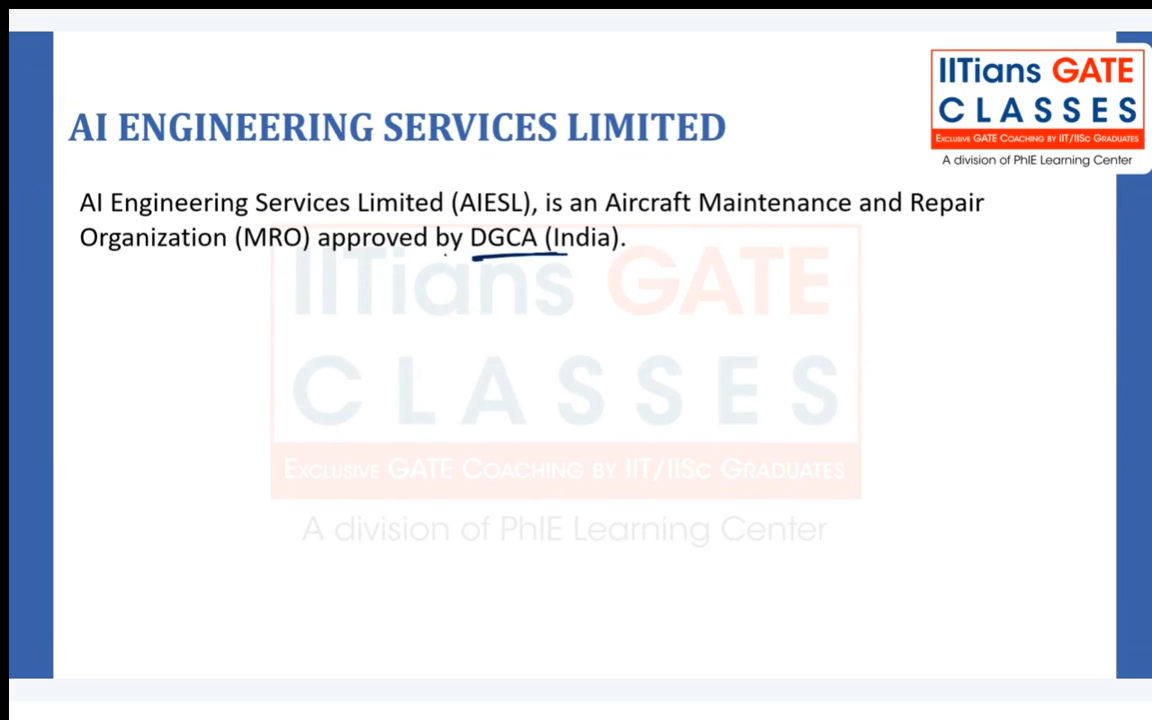 IITians GATE
CLASSES
EXCLUSIVE GATE COACHING BY IIT/IISc GRADUATES
A division of PhIE Learning Center
AI ENGINEERING SERVICES LIMITED
AI Engineering Services Limited (AIESL), is an Aircraft Maintenance and Repair
Organization (MRO) approved by DGCA (India).
IITians GATE
CLASSES
EXCLUSIVE GATE COACHING BY IIT/IISc GRADUATES
A division of PhIE Learning Center